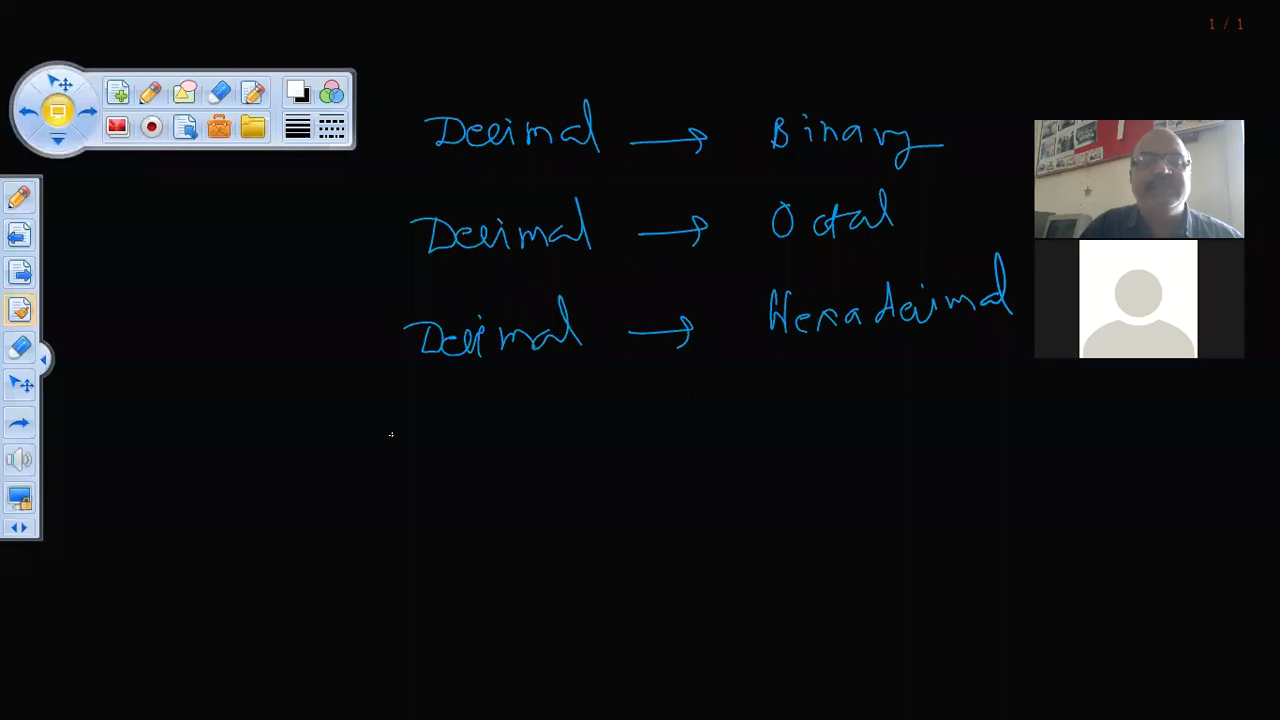 1 / 1
Decimal → Binary
Decimal → Octal
Decimal → Hexadecimal